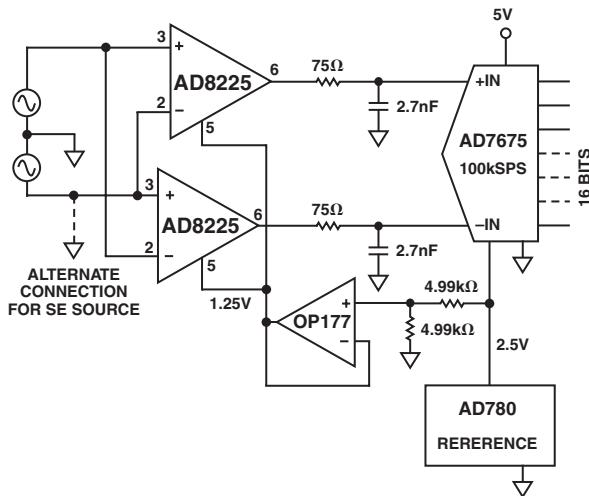 5V
3
+
AD8225
6
75Ω
+IN
2
–
5
2.7nF
AD7675
100kSPS
16 BITS
3
+
AD8225
6
75Ω
–IN
2
–
5
2.7nF
ALTERNATE
CONNECTION
FOR SE SOURCE
1.25V
OP177
+
–
4.99kΩ
4.99kΩ
2.5V
AD780
RERERENCE